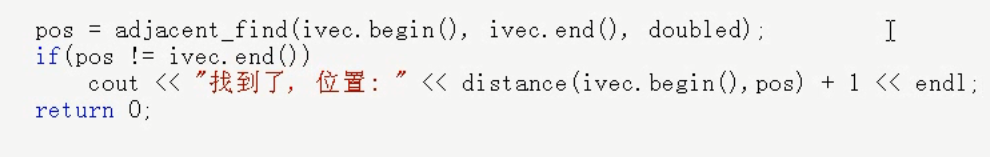 pos = adjacent_find(ivec.begin(), ivec.end(), doubled);
if(pos != ivec.end())
cout << "找到了, 位置: " << distance(ivec.begin(),pos) + 1 << endl;
return 0;